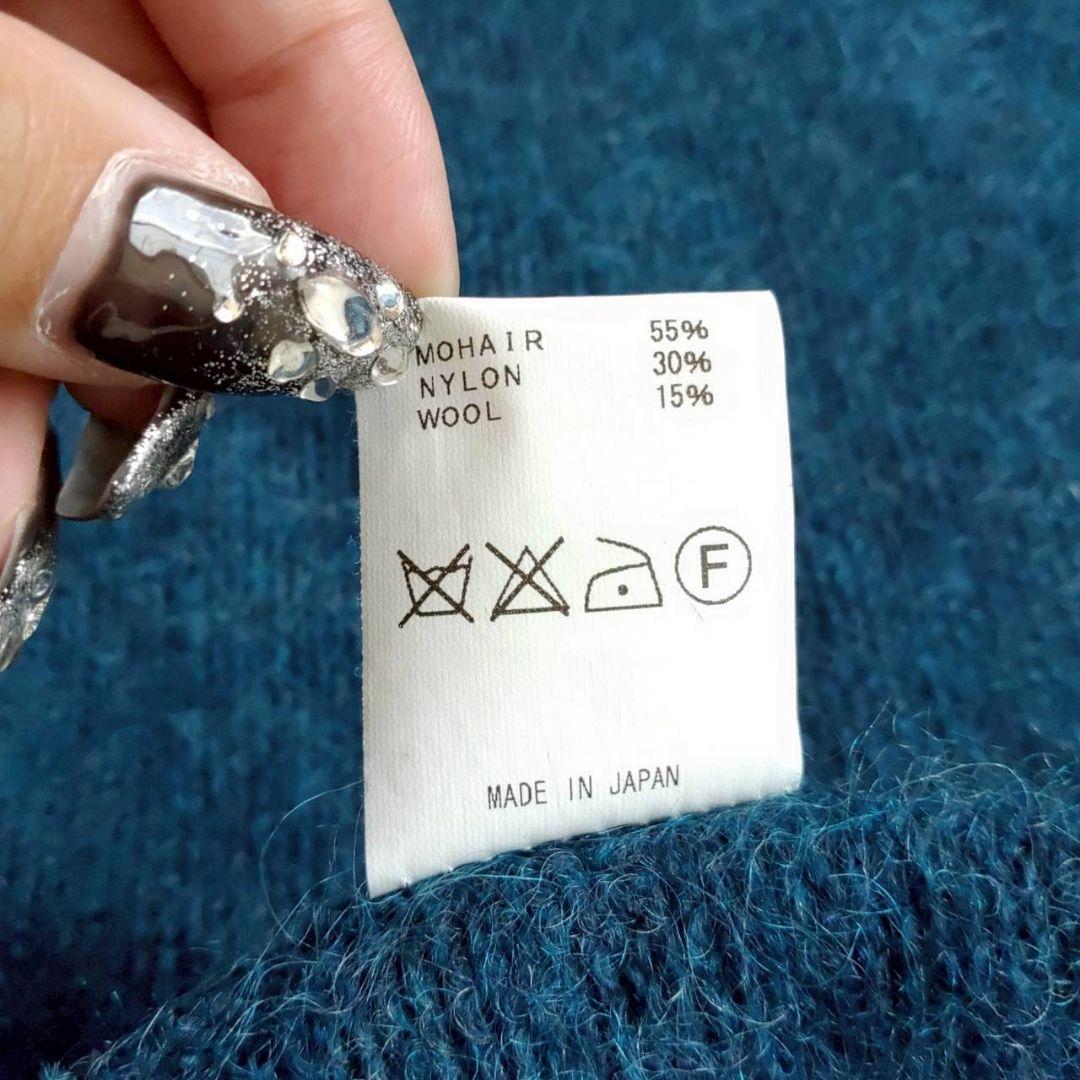 MOHAIR 55%
NYLON 30%
WOOL 15%
F
MADE IN JAPAN